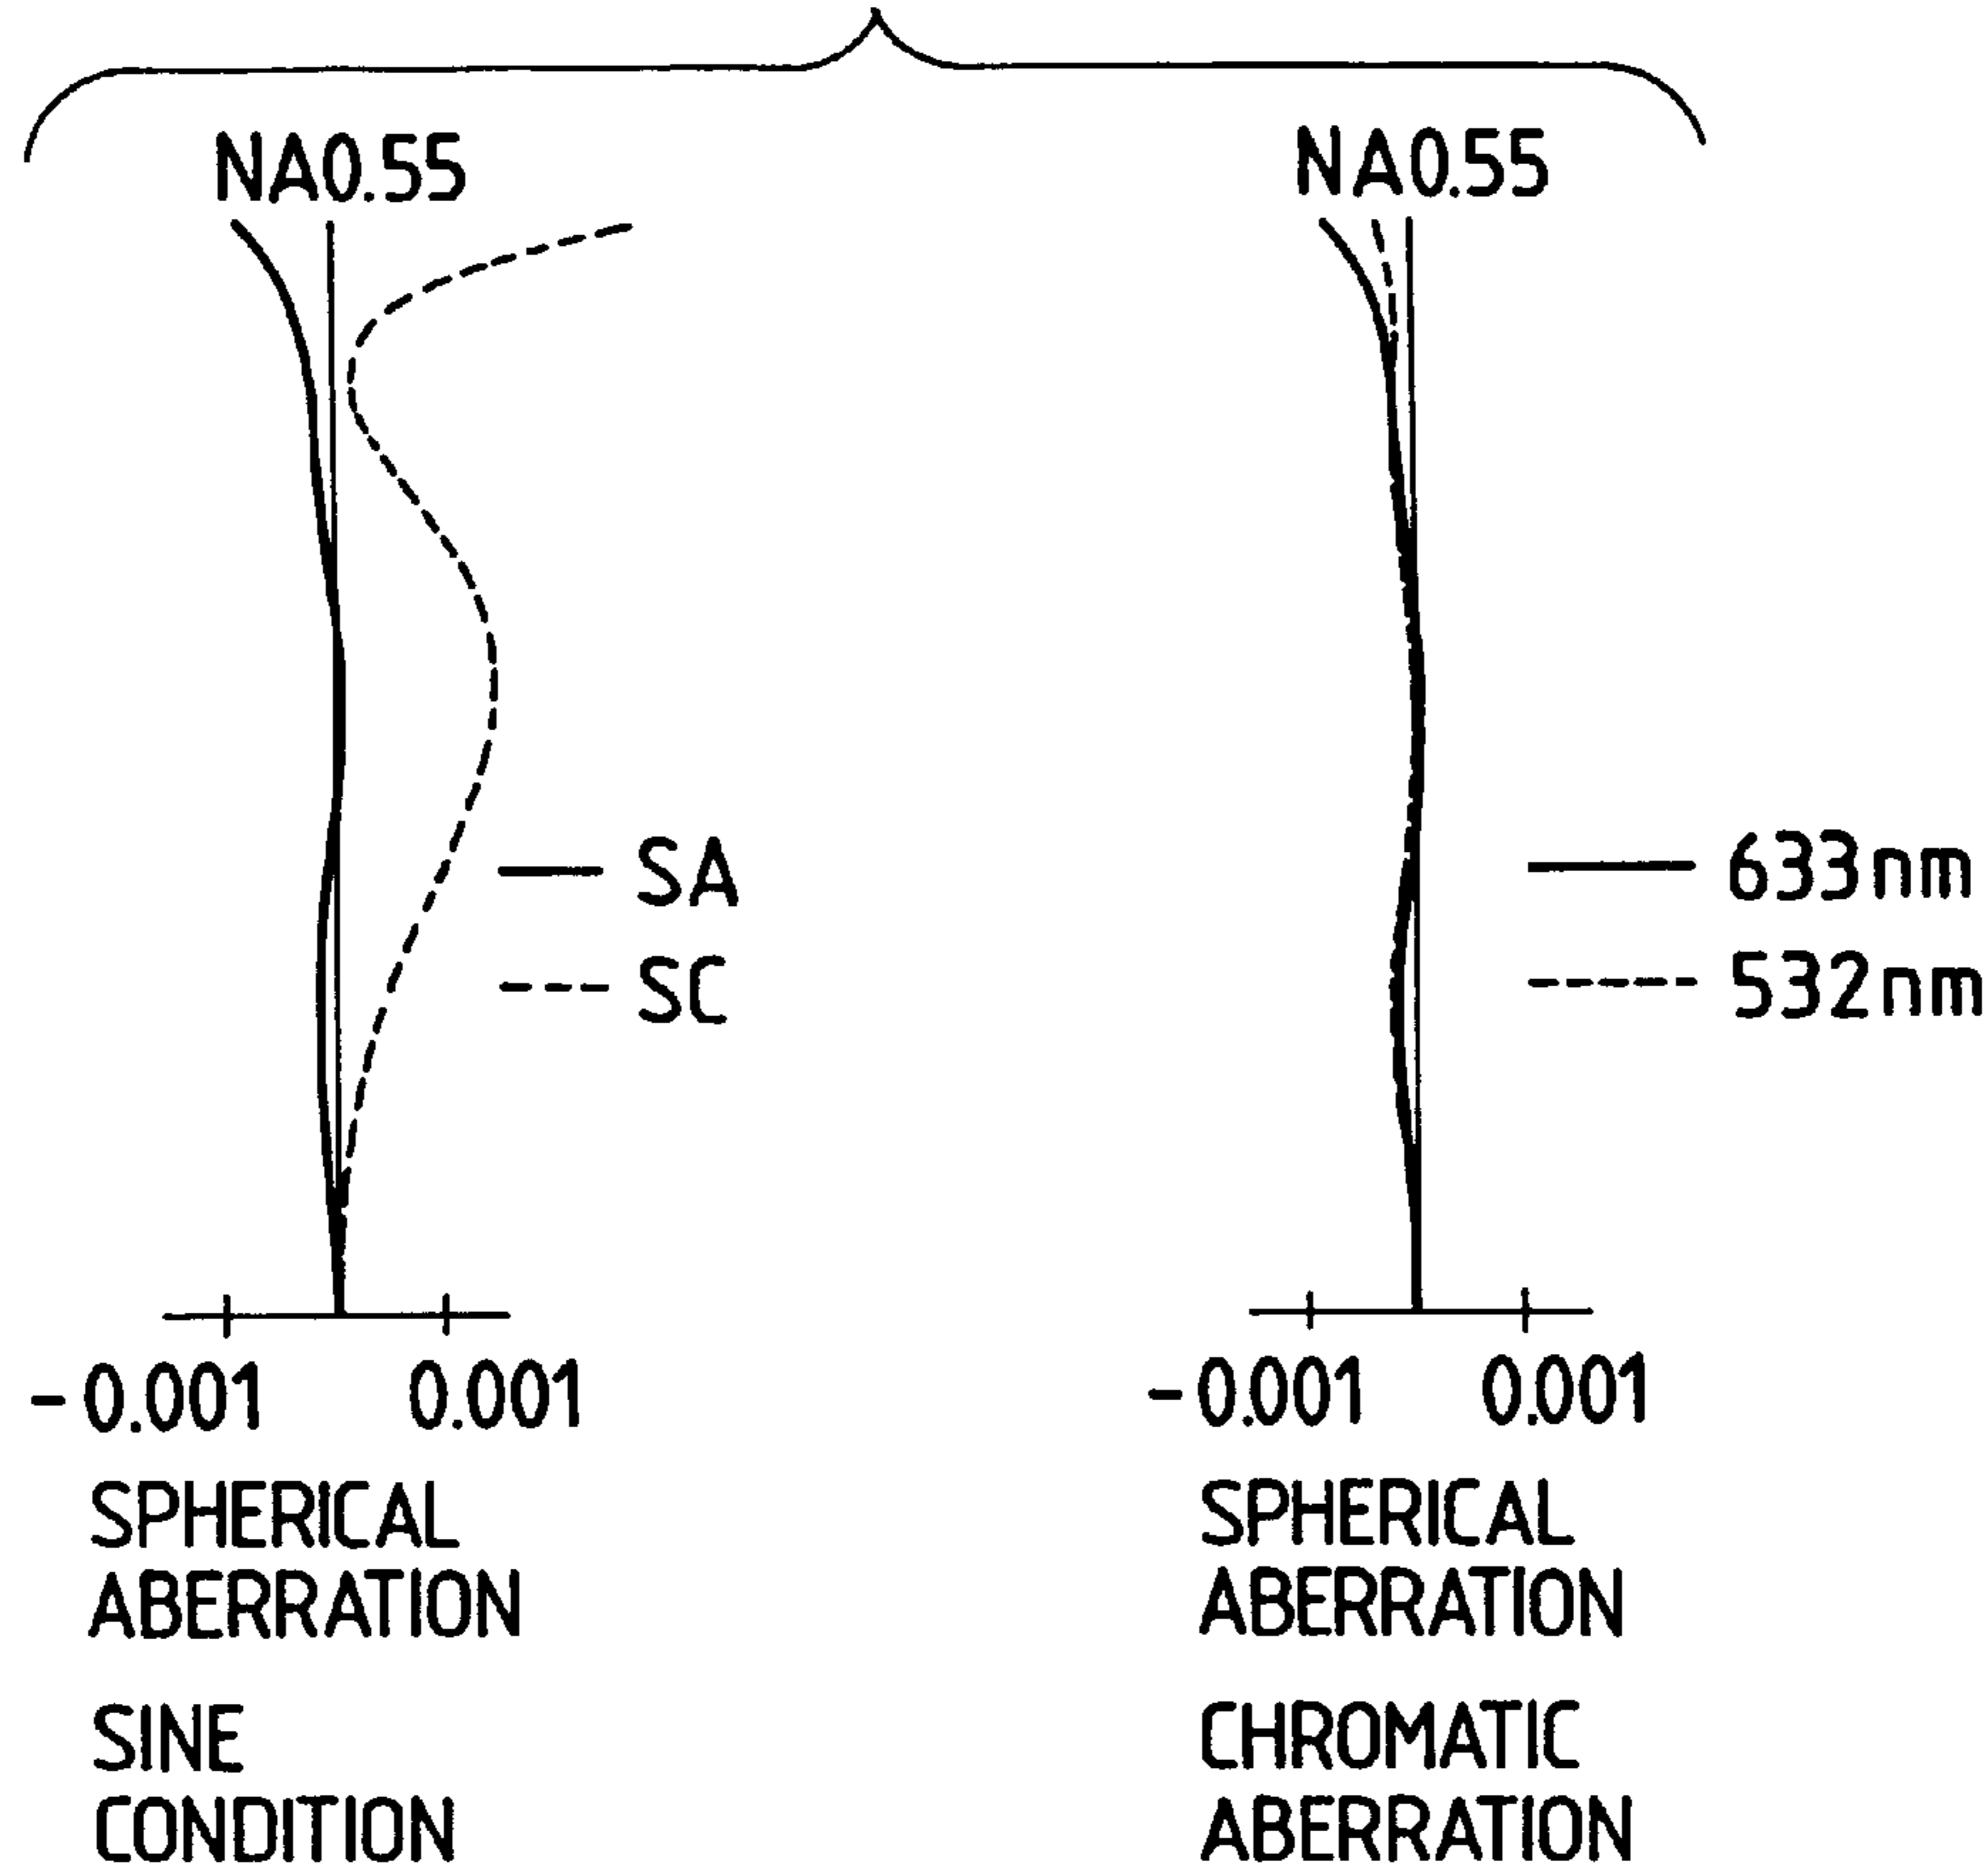 NA0.55
SA
SC
-0.001 0.001
SPHERICAL
ABERRATION
SINE
CONDITION
NA0.55
633nm
532nm
-0.001 0.001
SPHERICAL
ABERRATION
CHROMATIC
ABERRATION